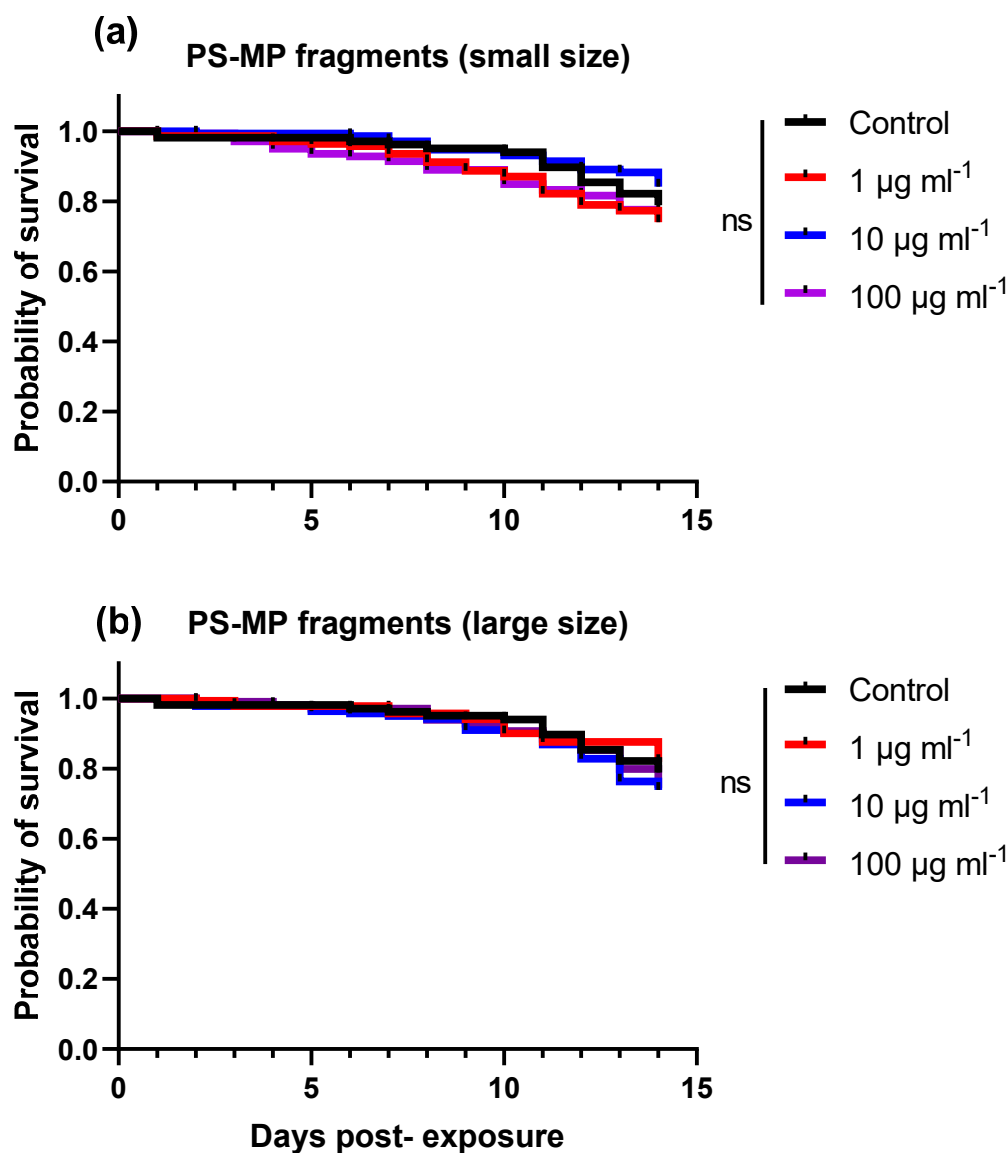 (a)
PS-MP fragments (small size)
Probability of survival
1.0
0.8
0.6
0.4
0.2
0.0
0
5
10
15
ns
Control
1 µg ml⁻¹
10 µg ml⁻¹
100 µg ml⁻¹
(b)
PS-MP fragments (large size)
Probability of survival
1.0
0.8
0.6
0.4
0.2
0.0
0
5
10
15
Days post- exposure
ns
Control
1 µg ml⁻¹
10 µg ml⁻¹
100 µg ml⁻¹